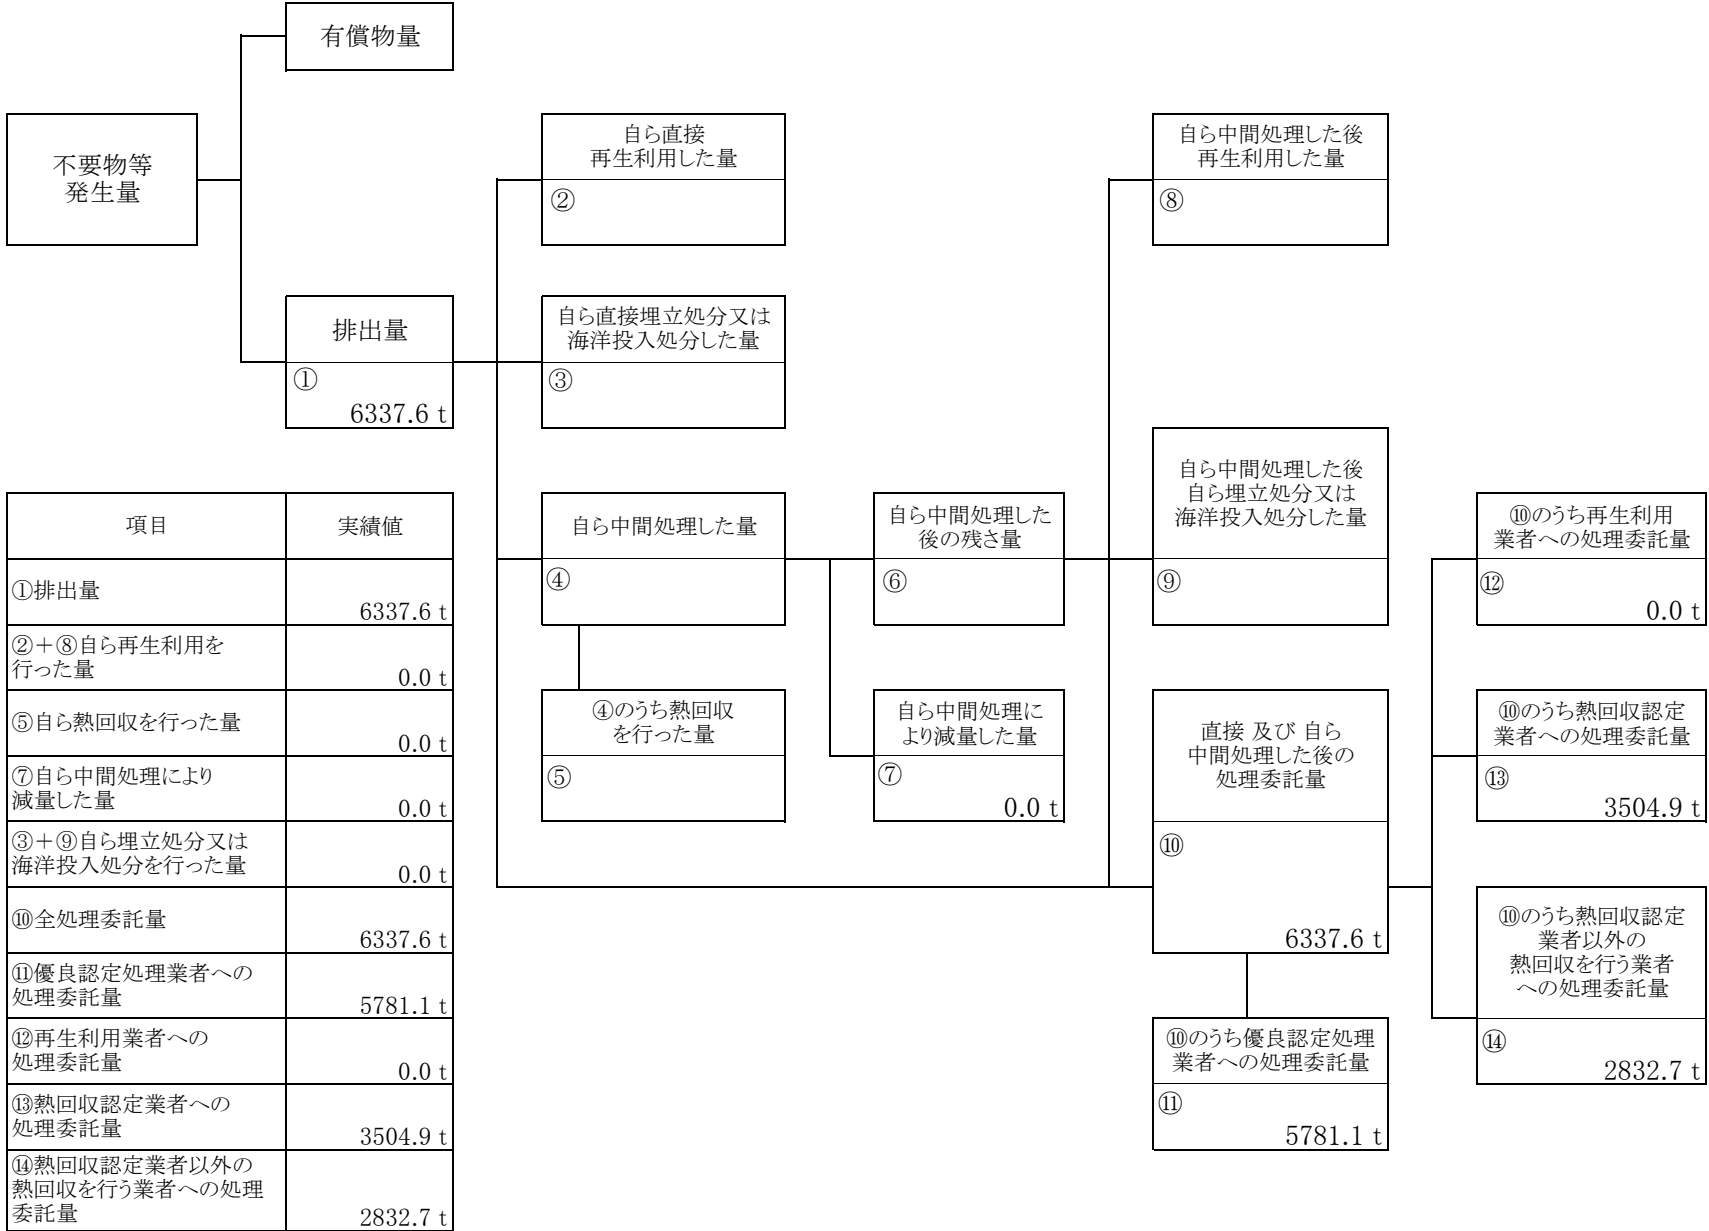 有償物量
不要物等
発生量
自ら直接
再生利用した量
②
自ら中間処理した後
再生利用した量
⑧
排出量
①
6337.6 t
自ら直接埋立処分又は
海洋投入処分した量
③
項目 実績値
①排出量
6337.6 t
②＋⑧自ら再生利用を
行った量
0.0 t
⑤自ら熱回収を行った量
0.0 t
⑦自ら中間処理により
減量した量
0.0 t
③＋⑨自ら埋立処分又は
海洋投入処分を行った量
0.0 t
⑩全処理委託量
6337.6 t
⑪優良認定処理業者への
処理委託量
5781.1 t
⑫再生利用業者への
処理委託量
0.0 t
⑬熱回収認定業者への
処理委託量
3504.9 t
⑭熱回収認定業者以外の
熱回収を行う業者への処理
委託量
2832.7 t
自ら中間処理した量
④
④のうち熱回収
を行った量
⑤
自ら中間処理した
後の残さ量
⑥
自ら中間処理に
より減量した量
⑦
0.0 t
自ら中間処理した後
自ら埋立処分又は
海洋投入処分した量
⑨
直接 及び 自ら
中間処理した後の
処理委託量
⑩
6337.6 t
⑩のうち優良認定処理
業者への処理委託量
⑪
5781.1 t
⑩のうち再生利用
業者への処理委託量
⑫
0.0 t
⑩のうち熱回収認定
業者への処理委託量
⑬
3504.9 t
⑩のうち熱回収認定
業者以外の
熱回収を行う業者
への処理委託量
⑭
2832.7 t